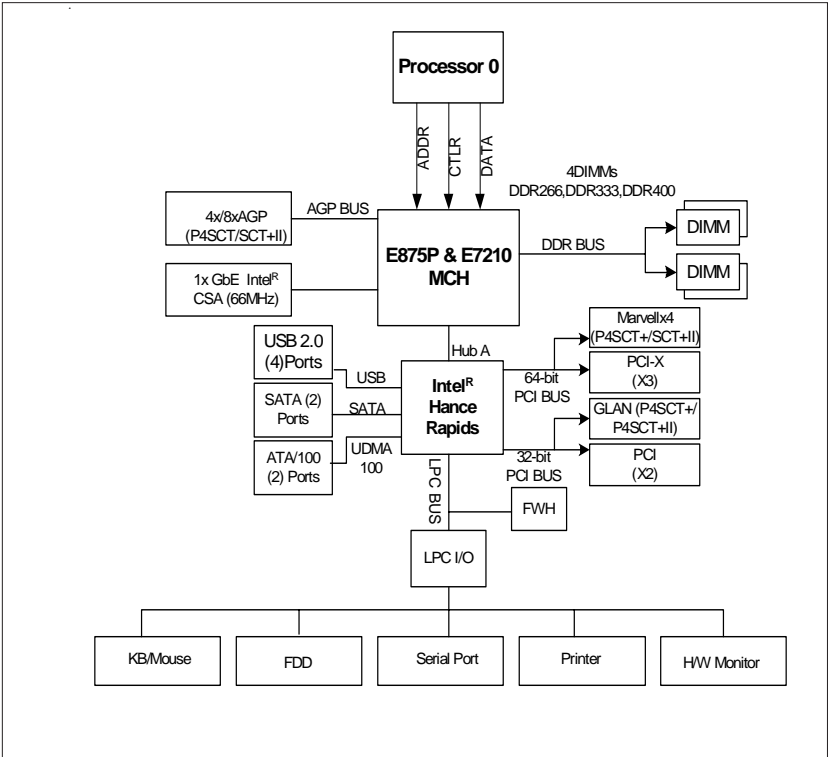 Processor 0
ADDR
CTLR
DATA
4DIMMs
DDR266,DDR333,DDR400
4x/8xAGP
(P4SCT/SCT+II)
AGP BUS
E875P & E7210
MCH
DDR BUS
DIMM
DIMM
1x GbE Intel^R
CSA (66MHz)
Hub A
USB 2.0
(4)Ports
USB
SATA (2)
Ports
SATA
ATA/100
(2) Ports
UDMA
100
Intel^R
Hance
Rapids
64-bit
PCI BUS
Marvellx4
(P4SCT+/SCT+II)
PCI-X
(X3)
32-bit
PCI BUS
GLAN (P4SCT+/
P4SCT+II)
PCI
(X2)
LPC BUS
FWH
LPC I/O
KB/Mouse
FDD
Serial Port
Printer
H/W Monitor